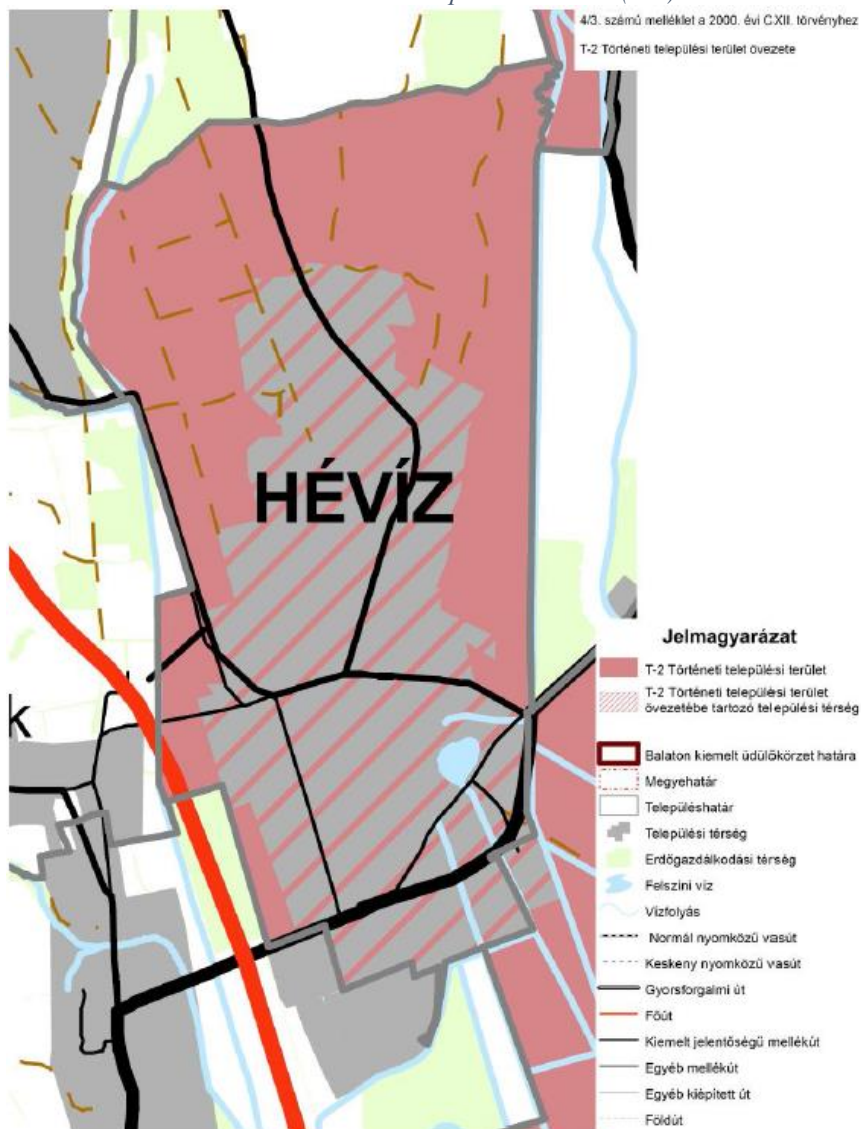 4/3. számú melléklet a 2000. évi CXII. törvényhez
T-2 Történeti települési terület övezete
HÉVÍZ
k
Jelmagyarázat
T-2 Történeti települési terület
T-2 Történeti települési terület
övezetébe tartozó települési térség
Balaton kiemelt üdülőkörzet határa
Megyehatár
Településhatár
Települési térség
Erdőgazdálkodási térség
Felszíni víz
Vízfolyás
Normál nyomközű vasút
Keskeny nyomközű vasút
Gyorsforgalmi út
Főút
Kiemelt jelentőségű mellékút
Egyéb mellékút
Egyéb kiépített út
Földút